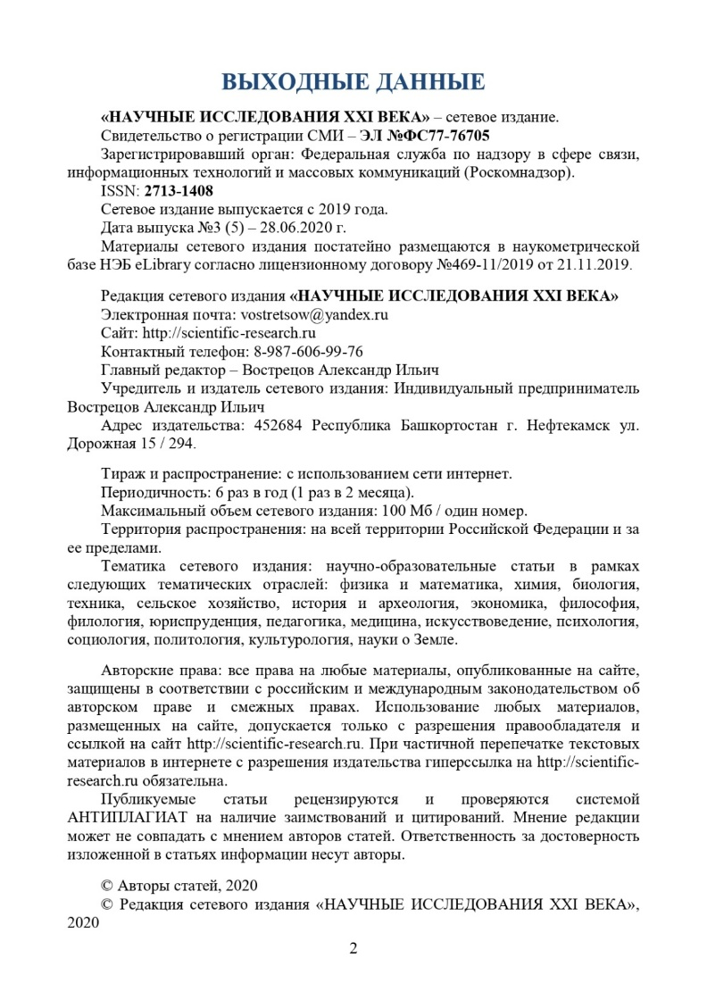 ВЫХОДНЫЕ ДАННЫЕ
«НАУЧНЫЕ ИССЛЕДОВАНИЯ XXI ВЕКА» – сетевое издание.
Свидетельство о регистрации СМИ – ЭЛ №ФС77-76705
Зарегистрировавший орган: Федеральная служба по надзору в сфере связи,
информационных технологий и массовых коммуникаций (Роскомнадзор).
ISSN: 2713-1408
Сетевое издание выпускается с 2019 года.
Дата выпуска №3 (5) – 28.06.2020 г.
Материалы сетевого издания постатейно размещаются в наукометрической
базе НЭБ eLibrary согласно лицензионному договору №469-11/2019 от 21.11.2019.
Редакция сетевого издания «НАУЧНЫЕ ИССЛЕДОВАНИЯ XXI ВЕКА»
Электронная почта: vostretsow@yandex.ru
Сайт: http://scientific-research.ru
Контактный телефон: 8-987-606-99-76
Главный редактор – Вострецов Александр Ильич
Учредитель и издатель сетевого издания: Индивидуальный предприниматель
Вострецов Александр Ильич
Адрес издательства: 452684 Республика Башкортостан г. Нефтекамск ул.
Дорожная 15 / 294.
Тираж и распространение: с использованием сети интернет.
Периодичность: 6 раз в год (1 раз в 2 месяца).
Максимальный объем сетевого издания: 100 Мб / один номер.
Территория распространения: на всей территории Российской Федерации и за
ее пределами.
Тематика сетевого издания: научно-образовательные статьи в рамках
следующих тематических отраслей: физика и математика, химия, биология,
техника, сельское хозяйство, история и археология, экономика, философия,
филология, юриспруденция, педагогика, медицина, искусствоведение, психология,
социология, политология, культурология, науки о Земле.
Авторские права: все права на любые материалы, опубликованные на сайте,
защищены в соответствии с российским и международным законодательством об
авторском праве и смежных правах. Использование любых материалов,
размещенных на сайте, допускается только с разрешения правообладателя и
ссылкой на сайт http://scientific-research.ru. При частичной перепечатке текстовых
материалов в интернете с разрешения издательства гиперссылка на http://scientific-
research.ru обязательна.
Публикуемые статьи рецензируются и проверяются системой
АНТИПЛАГИАТ на наличие заимствований и цитирований. Мнение редакции
может не совпадать с мнением авторов статей. Ответственность за достоверность
изложенной в статьях информации несут авторы.
© Авторы статей, 2020
© Редакция сетевого издания «НАУЧНЫЕ ИССЛЕДОВАНИЯ XXI ВЕКА»,
2020
2